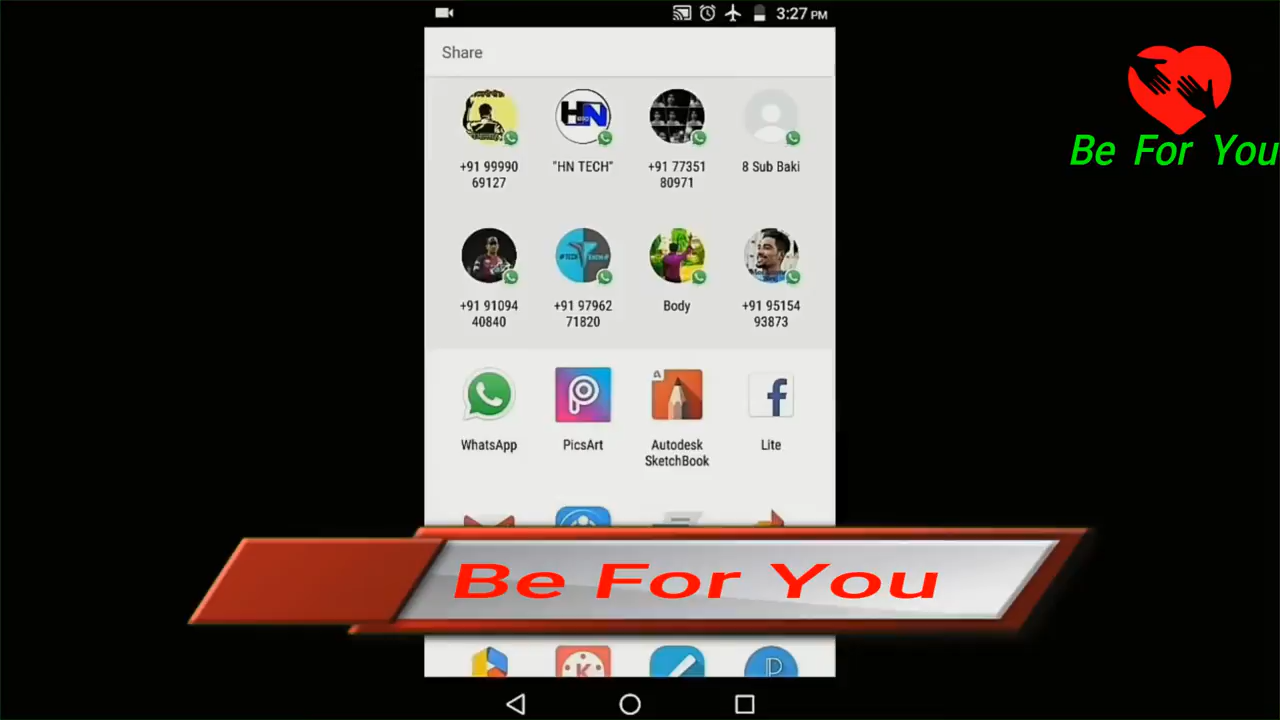 3:27 PM
Share
Be For You
+91 99990
69127
"HN TECH"
+91 77351
80971
8 Sub Baki
HN
+91 91094
40840
+91 97962
71820
Body
+91 95154
93873
WhatsApp
PicsArt
Autodesk
SketchBook
Lite
Be For You